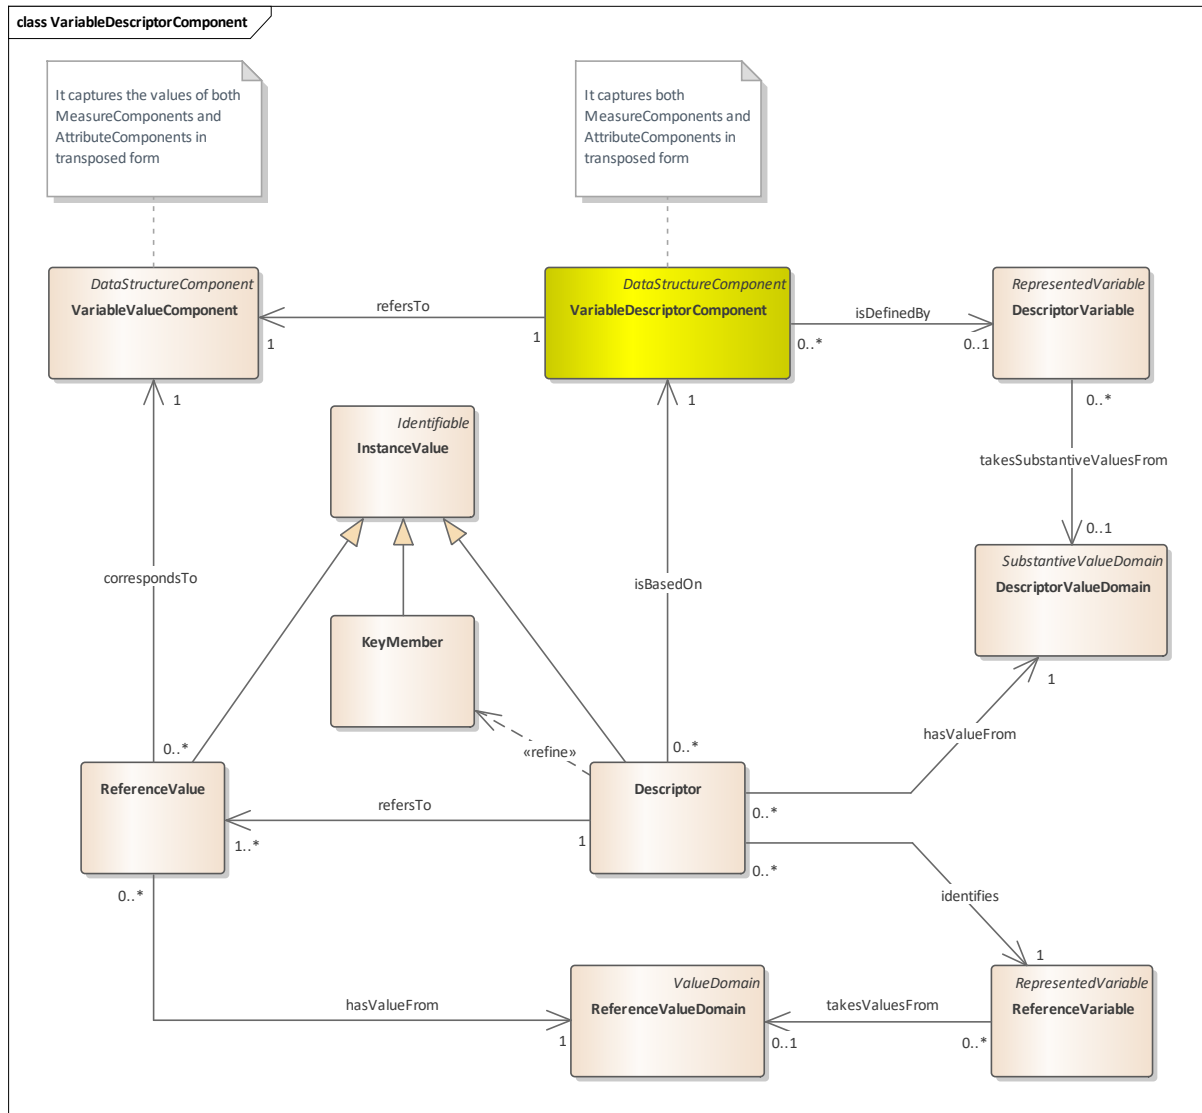 class VariableDescriptorComponent
It captures the values of both
MeasureComponents and
AttributeComponents in
transposed form
It captures both
MeasureComponents and
AttributeComponents in
transposed form
DataStructureComponent
VariableValueComponent
refersTo
1
1
DataStructureComponent
VariableDescriptorComponent
isDefinedBy
0..*
0..1
RepresentedVariable
DescriptorVariable
1
1
0..*
Identifiable
InstanceValue
takesSubstantiveValuesFrom
0..1
SubstantiveValueDomain
DescriptorValueDomain
correspondsTo
isBasedOn
KeyMember
1
hasValueFrom
«refine»
0..*
0..*
ReferenceValue
refersTo
1..*
1
Descriptor
0..*
0..*
0..*
identifies
1
hasValueFrom
1
ValueDomain
ReferenceValueDomain
takesValuesFrom
0..1
0..*
RepresentedVariable
ReferenceVariable